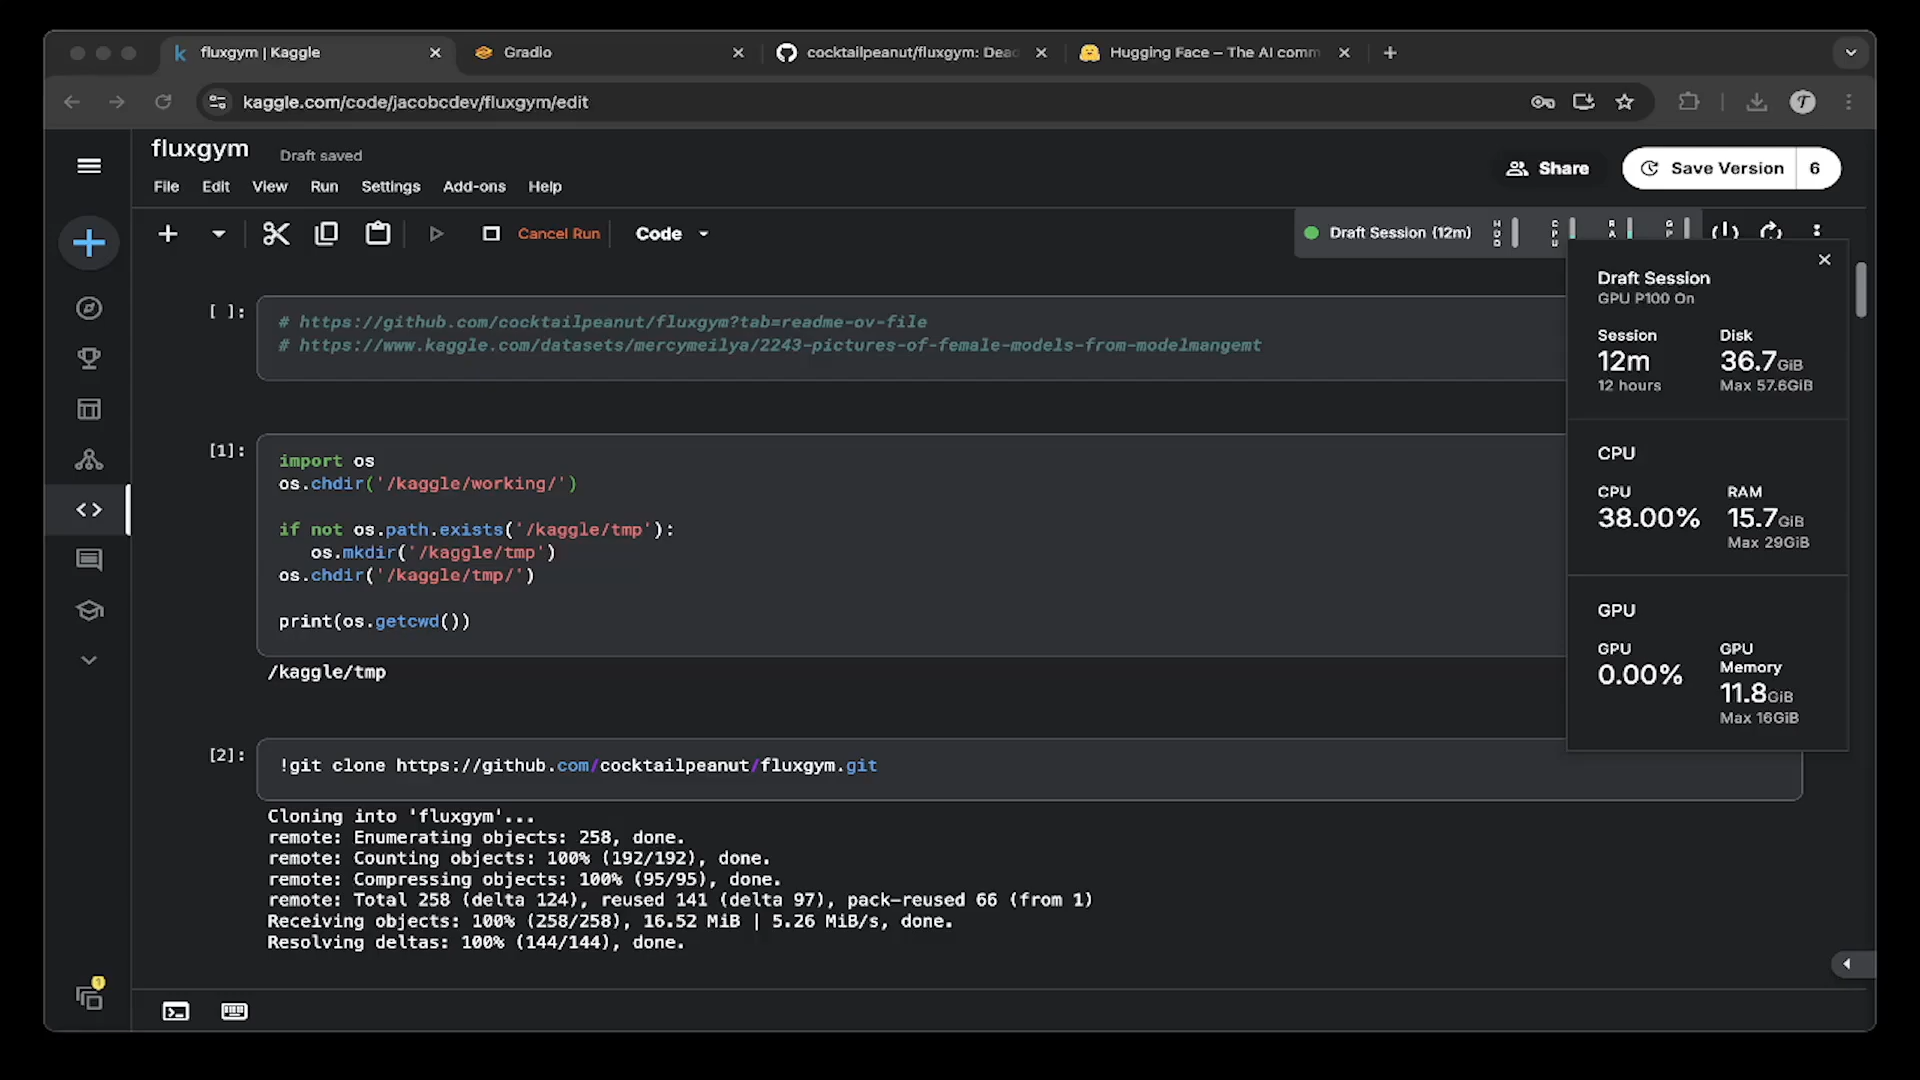 fluxgym | Kaggle
Gradio
cocktailpeanut/fluxgym: Dead
Hugging Face – The AI comm
kaggle.com/code/jacobcdev/fluxgym/edit
fluxgym
Draft saved
File Edit View Run Settings Add-ons Help
Share
Save Version 6
Cancel Run
Code
Draft Session (12m)
HDD
CPU
RA
GP
[ ]:
# https://github.com/cocktailpeanut/fluxgym?tab=readme-ov-file
# https://www.kaggle.com/datasets/mercymeilya/2243-pictures-of-female-models-from-modelmangemt
[1]:
import os
os.chdir('/kaggle/working/')
if not os.path.exists('/kaggle/tmp'):
os.mkdir('/kaggle/tmp')
os.chdir('/kaggle/tmp/')
print(os.getcwd())
/kaggle/tmp
[2]:
!git clone https://github.com/cocktailpeanut/fluxgym.git
Cloning into 'fluxgym'...
remote: Enumerating objects: 258, done.
remote: Counting objects: 100% (192/192), done.
remote: Compressing objects: 100% (95/95), done.
remote: Total 258 (delta 124), reused 141 (delta 97), pack-reused 66 (from 1)
Receiving objects: 100% (258/258), 16.52 MiB | 5.26 MiB/s, done.
Resolving deltas: 100% (144/144), done.
Draft Session
GPU P100 On
Session Disk
12m 36.7GiB
12 hours Max 57.6GiB
CPU
CPU RAM
38.00% 15.7GiB
Max 29GiB
GPU
GPU GPU
Memory
0.00% 11.8GiB
Max 16GiB
1